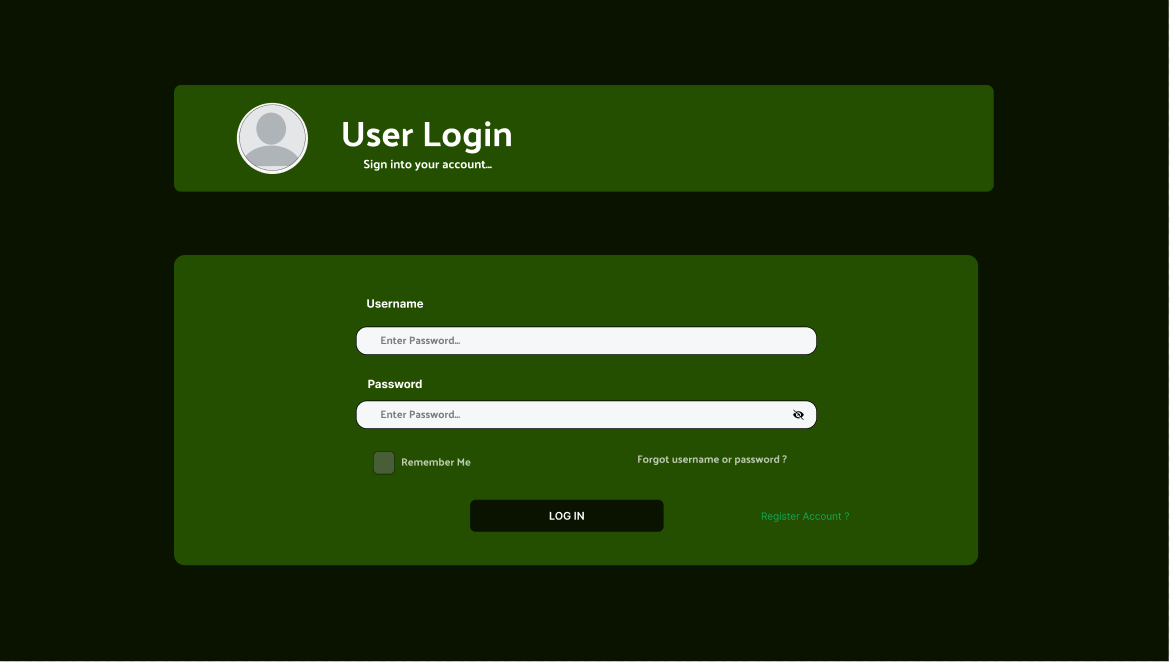 User Login
Sign into your account...
Username
Enter Password...
Password
Enter Password...
Remember Me
Forgot username or password ?
LOG IN
Register Account ?